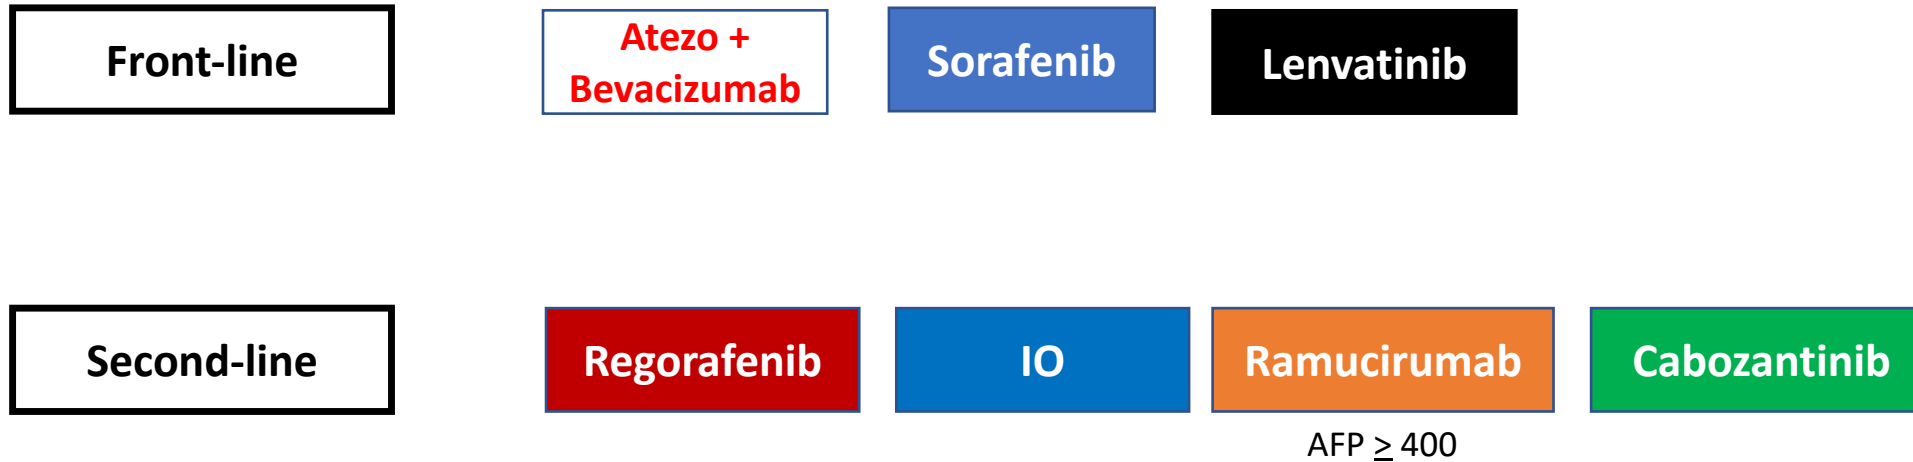 Front-line
Atezo +
Bevacizumab
Sorafenib
Lenvatinib
Second-line
Regorafenib
IO
Ramucirumab
Cabozantinib
AFP ≥ 400